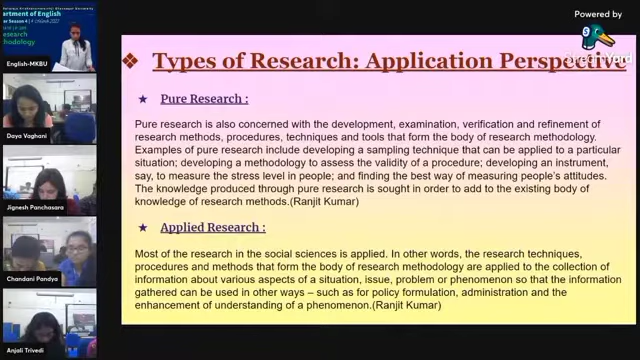 Department of English
Research
Methodology
English-MKBU
Daya Vaghani
Jignesh Panchasara
Chandani Pandya
Anjali Trivedi
Powered by
StreamYard
Types of Research: Application Perspective
Pure Research :
Pure research is also concerned with the development, examination, verification and refinement of
research methods, procedures, techniques and tools that form the body of research methodology.
Examples of pure research include developing a sampling technique that can be applied to a particular
situation; developing a methodology to assess the validity of a procedure; developing an instrument,
say, to measure the stress level in people; and finding the best way of measuring people's attitudes.
The knowledge produced through pure research is sought in order to add to the existing body of
knowledge of research methods.(Ranjit Kumar)
Applied Research :
Most of the research in the social sciences is applied. In other words, the research techniques,
procedures and methods that form the body of research methodology are applied to the collection of
information about various aspects of a situation, issue, problem or phenomenon so that the information
gathered can be used in other ways – such as for policy formulation, administration and the
enhancement of understanding of a phenomenon.(Ranjit Kumar)